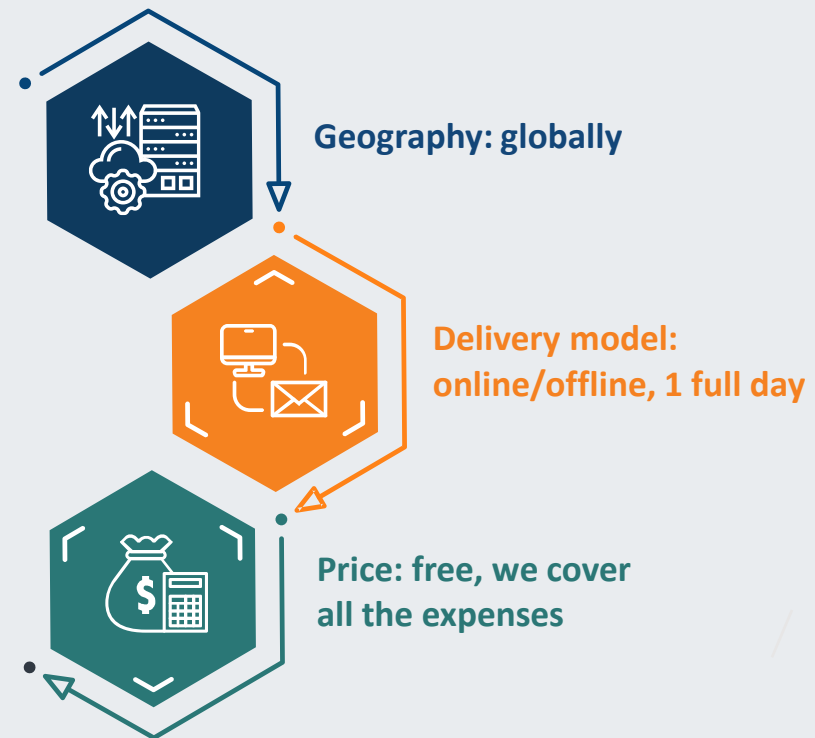 Geography: globally
Delivery model:
online/offline, 1 full day
$
Price: free, we cover
all the expenses